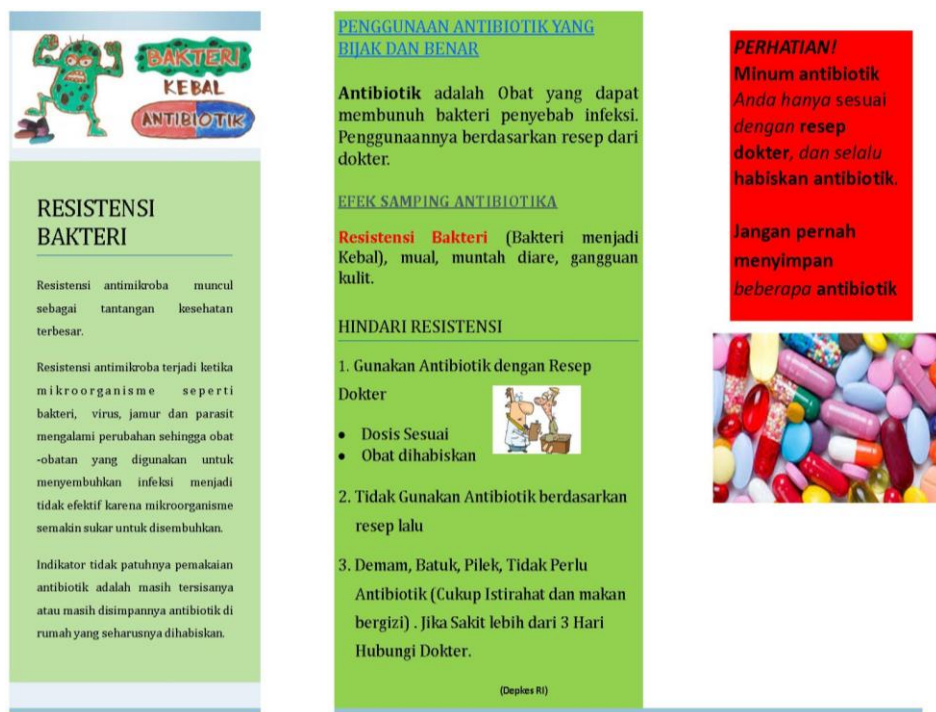 BAKTERI
KEBAL
ANTIBIOTIK
RESISTENSI
BAKTERI
Resistensi antimikroba muncul
sebagai tantangan kesehatan
terbesar.
Resistensi antimikroba terjadi ketika
mikroorganisme seperti
bakteri, virus, jamur dan parasit
mengalami perubahan sehingga obat
-obatan yang digunakan untuk
menyembuhkan infeksi menjadi
tidak efektif karena mikroorganisme
semakin sukar untuk disembuhkan.
Indikator tidak patuhnya pemakaian
antibiotik adalah masih tersisanya
atau masih disimpannya antibiotik di
rumah yang seharusnya dihabiskan.
PENGGUNAAN ANTIBIOTIK YANG
BIJAK DAN BENAR
Antibiotik adalah Obat yang dapat
membunuh bakteri penyebab infeksi.
Penggunaannya berdasarkan resep dari
dokter.
EFEK SAMPING ANTIBIOTIKA
Resistensi Bakteri (Bakteri menjadi
Kebal), mual, muntah diare, gangguan
kulit.
HINDARI RESISTENSI
1. Gunakan Antibiotik dengan Resep
Dokter
• Dosis Sesuai
• Obat dihabiskan
2. Tidak Gunakan Antibiotik berdasarkan
resep lalu
3. Demam, Batuk, Pilek, Tidak Perlu
Antibiotik (Cukup Istirahat dan makan
bergizi) . Jika Sakit lebih dari 3 Hari
Hubungi Dokter.
(Depkes RI)
PERHATIAN!
Minum antibiotik
Anda hanya sesuai
dengan resep
dokter, dan selalu
habiskan antibiotik.
Jangan pernah
menyimpan
beberapa antibiotik